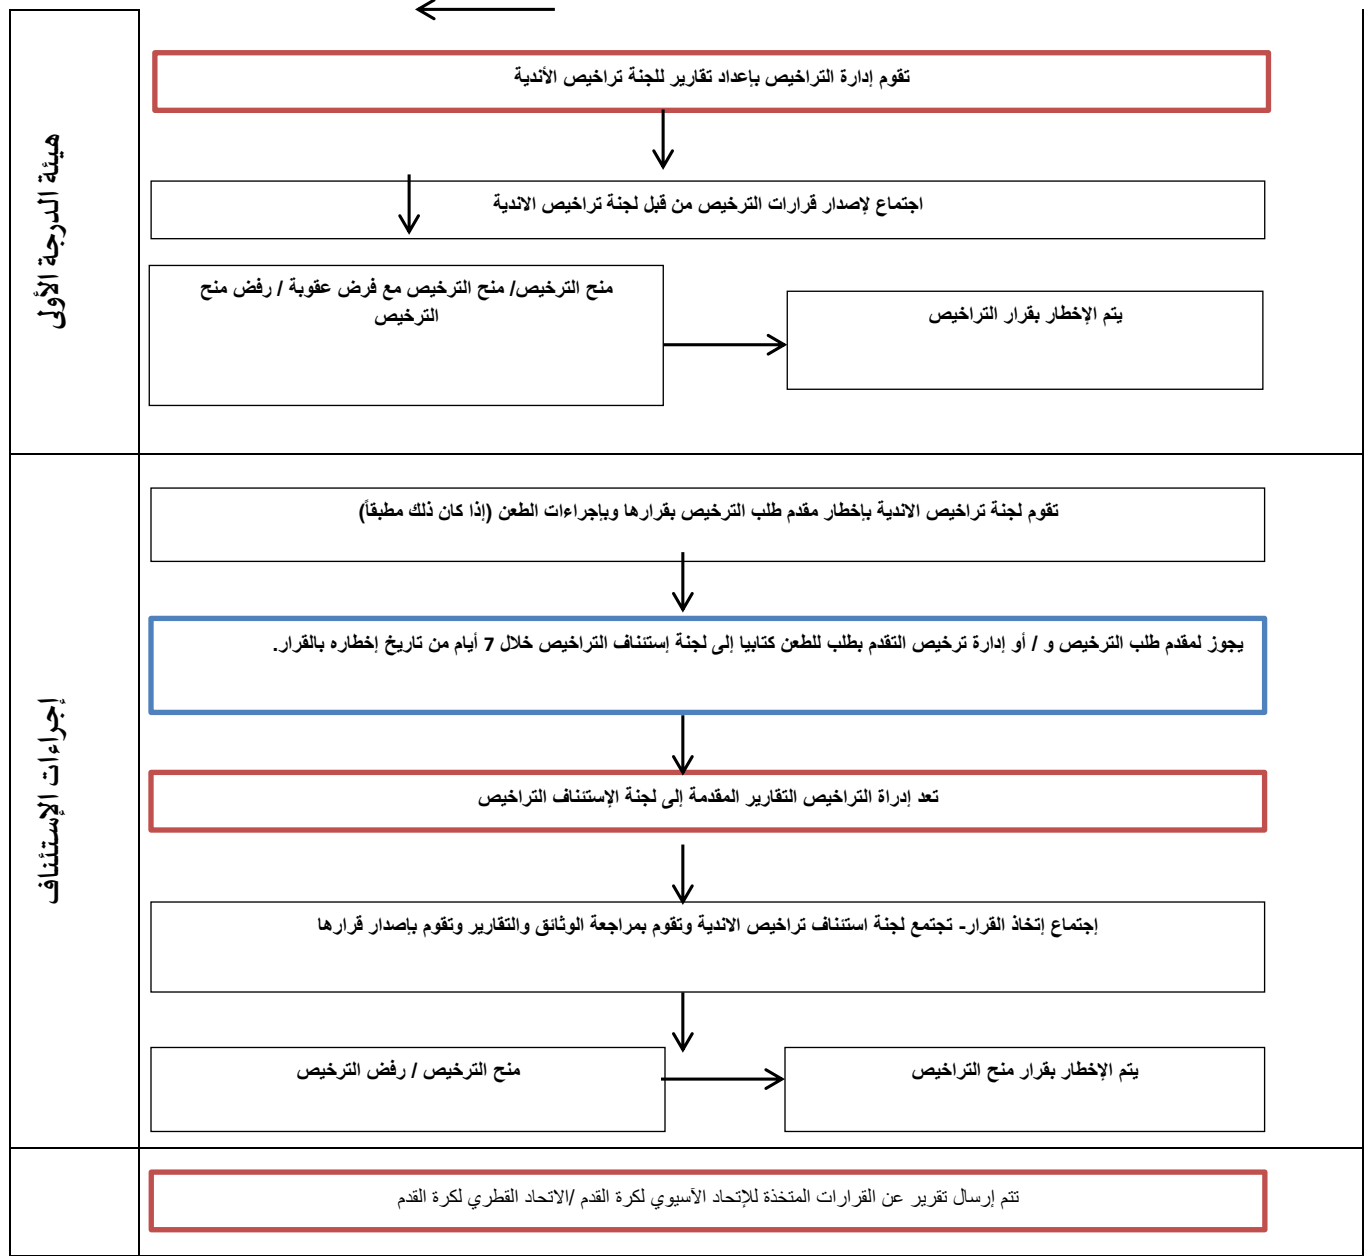 هيئة الدرجة الأولى
تقوم إدارة التراخيص بإعداد تقارير للجنة تراخيص الأندية
اجتماع لإصدار قرارات الترخيص من قبل لجنة تراخيص الاندية
منح الترخيص/ منح الترخيص مع فرض عقوبة / رفض منح
الترخيص
يتم الإخطار بقرار التراخيص
إجراءات الإستئناف
تقوم لجنة تراخيص الاندية بإخطار مقدم طلب الترخيص بقرارها وبإجراءات الطعن (إذا كان ذلك مطبقاً)
يجوز لمقدم طلب الترخيص و / أو إدارة ترخيص التقدم بطلب للطعن كتابيا إلى لجنة إستئناف التراخيص خلال 7 أيام من تاريخ إخطاره بالقرار.
تعد إدراة التراخيص التقارير المقدمة إلى لجنة الإستئناف التراخيص
إجتماع إتخاذ القرار- تجتمع لجنة استئناف تراخيص الاندية وتقوم بمراجعة الوثائق والتقارير وتقوم بإصدار قرارها
منح الترخيص / رفض الترخيص
يتم الإخطار بقرار منح التراخيص
تتم إرسال تقرير عن القرارات المتخذة للإتحاد الآسيوي لكرة القدم /الاتحاد القطري لكرة القدم